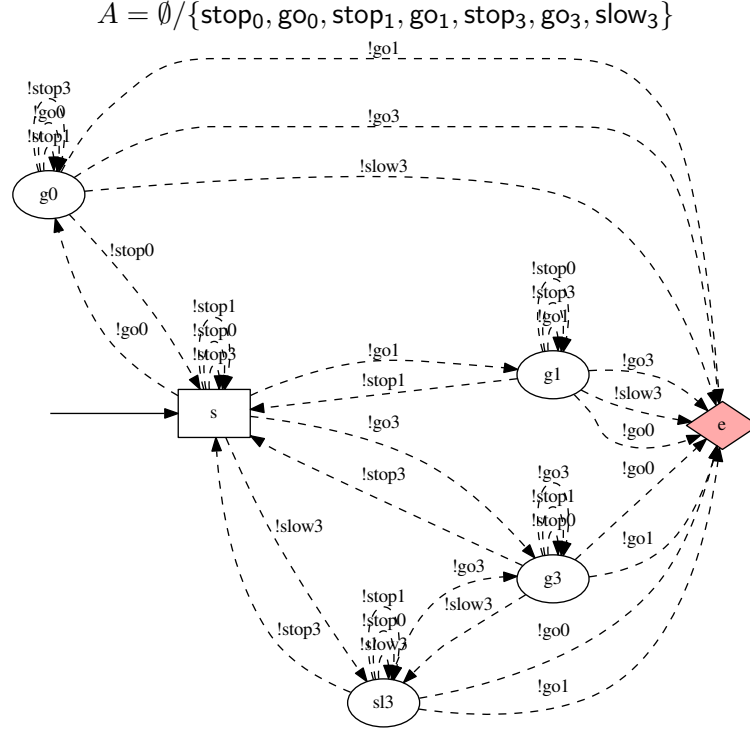 A = ∅/{stop₀, go₀, stop₁, go₁, stop₃, go₃, slow₃}
!go1
!stop3
!go0
!stop1
!go3
!slow3
g0
!stop0
!go0
!stop1
!stop0
!stop3
s
!go1
!stop1
!stop0
!stop3
!go1
g1
!go3
!slow3
!go0
e
!go3
!stop3
!slow3
!go3
!stop1
!stop0
g3
!go0
!go1
!go3
!slow3
!stop1
!stop0
!slow3
sl3
!stop3
!go0
!go1